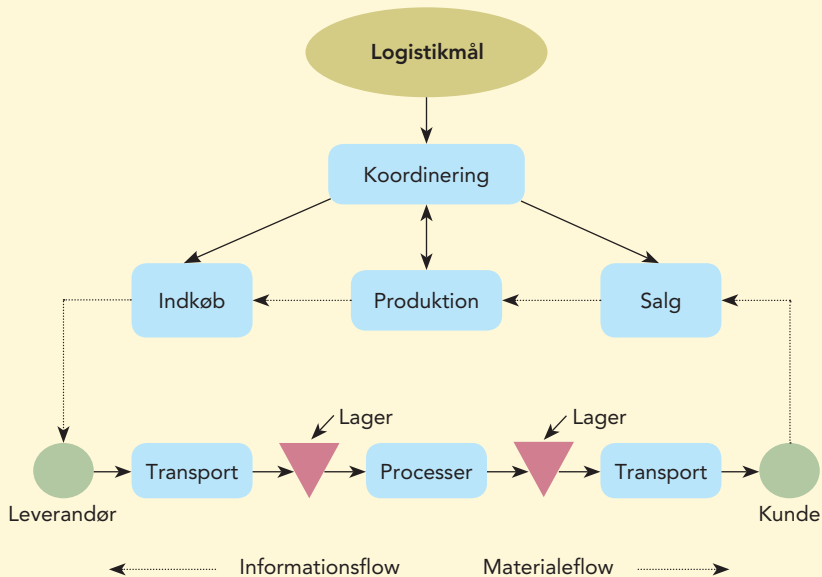 Logistikmål
Koordinering
Indkøb
Produktion
Salg
Lager
Lager
Transport
Processer
Transport
Leverandør
Kunde
Informationsflow
Materialeflow